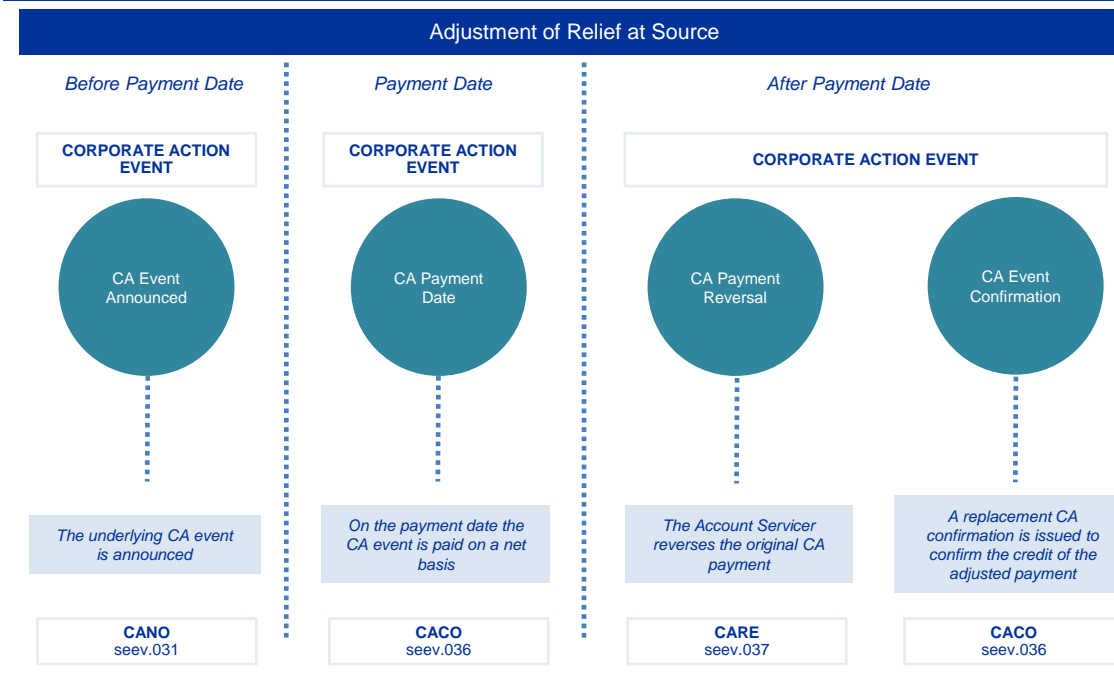 Adjustment of Relief at Source
Before Payment Date
Payment Date
After Payment Date
CORPORATE ACTION
EVENT
CORPORATE ACTION
EVENT
CORPORATE ACTION EVENT
CA Event
Announced
CA Payment
Date
CA Payment
Reversal
CA Event
Confirmation
The underlying CA event
is announced
On the payment date the
CA event is paid on a net
basis
The Account Servicer
reverses the original CA
payment
A replacement CA
confirmation is issued to
confirm the credit of the
adjusted payment
CANO
seev.031
CACO
seev.036
CARE
seev.037
CACO
seev.036